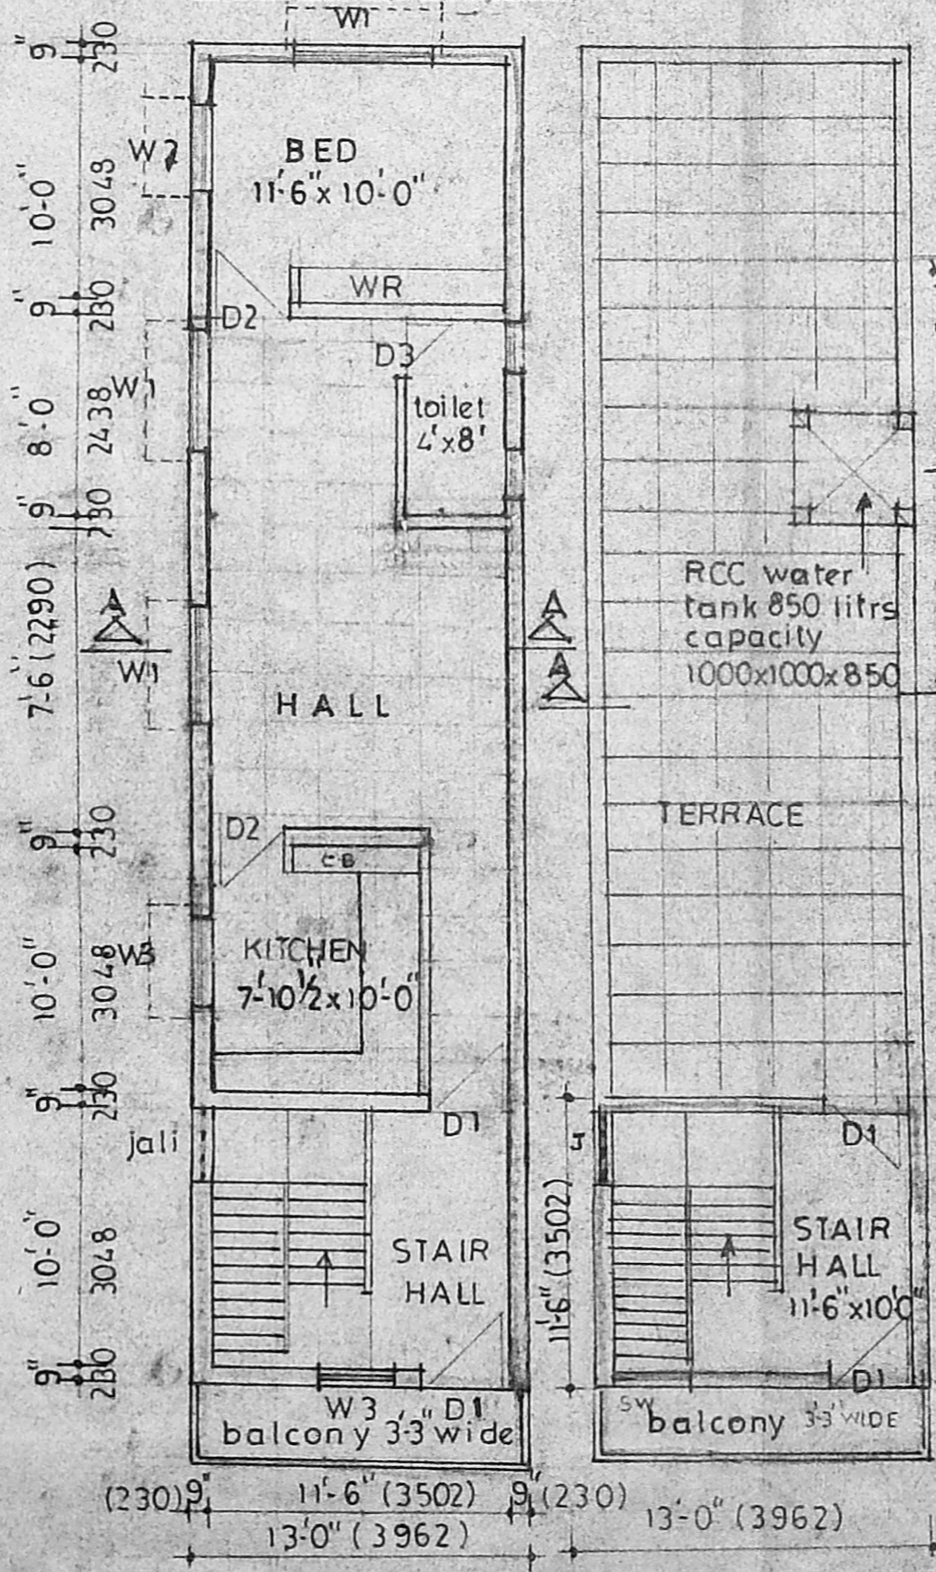 W1
9"
230
W2
BED
11'-6"x 10'-0"
10'-0"
3048
WR
9"
230
D2
D3
W1
toilet
4'x8'
8'-0"
2438
9"
230
RCC water
tank 850 litrs
capacity
1000x1000x850
7'-6"(2290)
A
W1
A
A
HALL
TERRACE
9"
230
D2
CB
KITCHEN
7'-10½x10'-0"
10'-0"
3048
W3
9"
230
D1
D1
jali
J
STAIR
HALL
STAIR
HALL
11'-6"x10'0"
10'-0"
3048
11'-6" (3502)
9"
230
W3
D1
balcony 3'-3" wide
D1
SW
balcony 3'-3" WIDE
(230) 9"
11'-6" (3502)
9" (230)
13'-0" (3962)
13'-0" (3962)